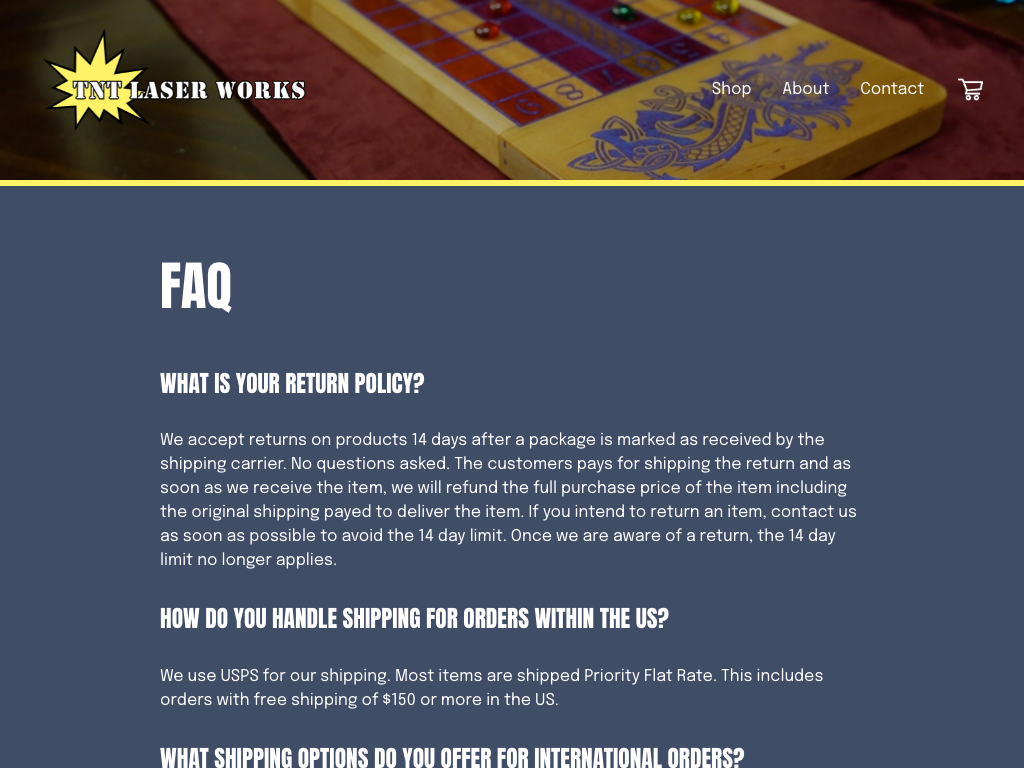 TNT LASER WORKS
Shop About Contact
FAQ
WHAT IS YOUR RETURN POLICY?
We accept returns on products 14 days after a package is marked as received by the
shipping carrier. No questions asked. The customers pays for shipping the return and as
soon as we receive the item, we will refund the full purchase price of the item including
the original shipping payed to deliver the item. If you intend to return an item, contact us
as soon as possible to avoid the 14 day limit. Once we are aware of a return, the 14 day
limit no longer applies.
HOW DO YOU HANDLE SHIPPING FOR ORDERS WITHIN THE US?
We use USPS for our shipping. Most items are shipped Priority Flat Rate. This includes
orders with free shipping of $150 or more in the US.
WHAT SHIPPING OPTIONS DO YOU OFFER FOR INTERNATIONAL ORDERS?